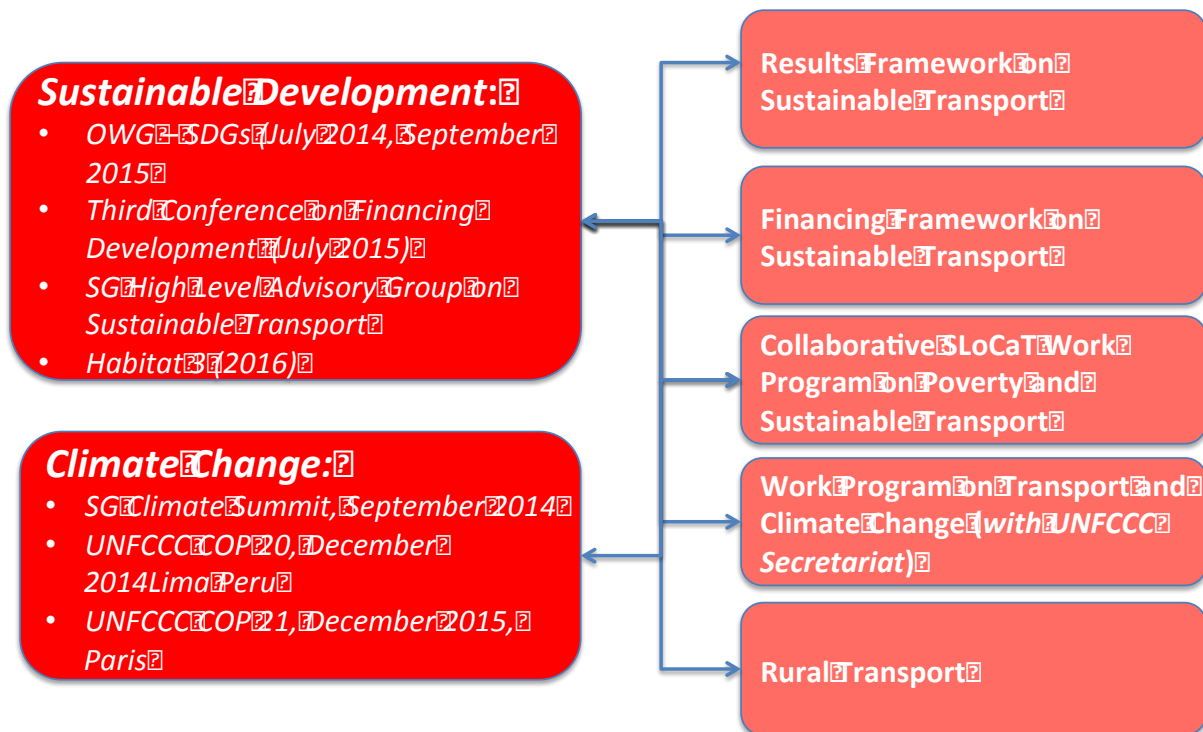 Sustainable Development:
• OWG – SDGs (July 2014, September
2015
• Third Conference on Financing
Development (July 2015)
• SG High Level Advisory Group on
Sustainable Transport
• Habitat 3 (2016)
Climate Change:
• SG Climate Summit, September 2014
• UNFCCC COP 20, December
2014Lima Peru
• UNFCCC COP 21, December 2015,
Paris
Results Framework on
Sustainable Transport
Financing Framework on
Sustainable Transport
Collaborative SLoCaT Work
Program on Poverty and
Sustainable Transport
Work Program on Transport and
Climate Change (with UNFCCC
Secretariat)
Rural Transport